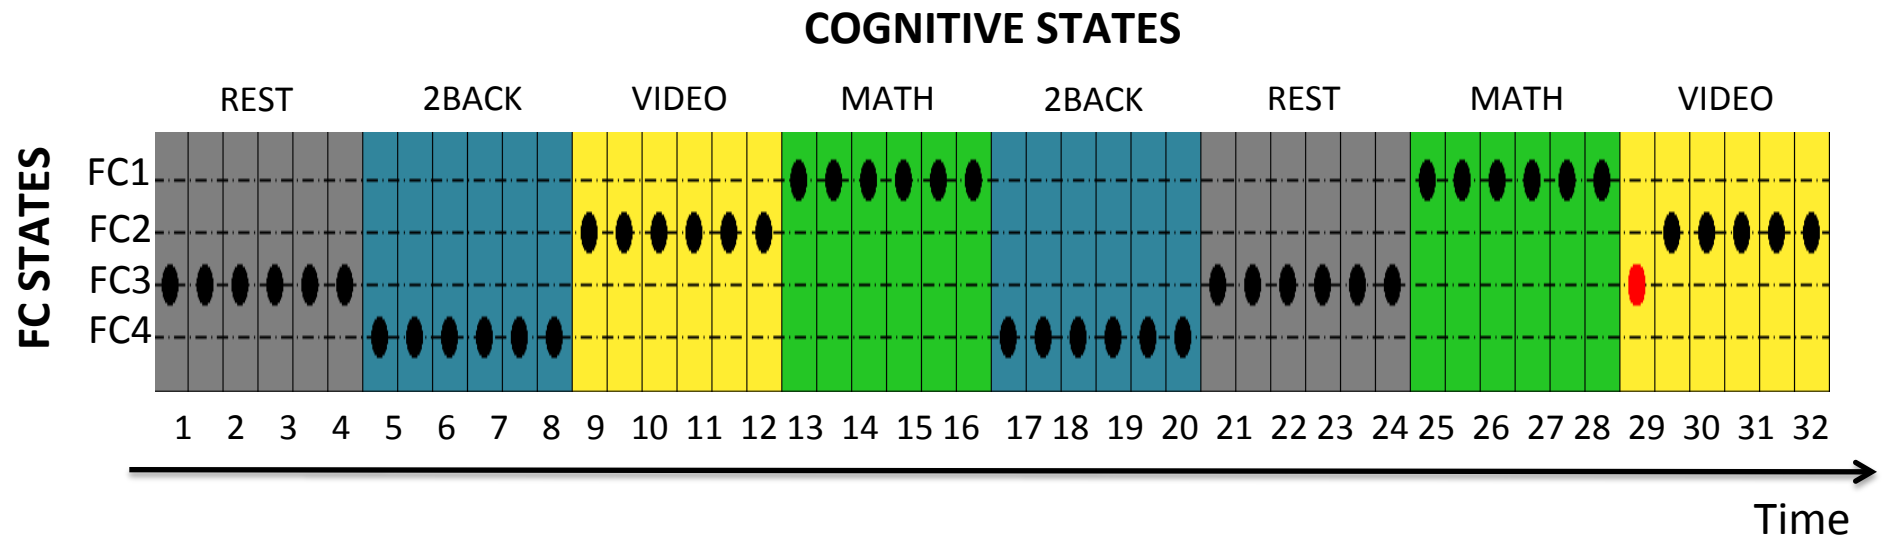 COGNITIVE STATES
REST 2BACK VIDEO MATH 2BACK REST MATH VIDEO
FC STATES
FC1
FC2
FC3
FC4
1 2 3 4 5 6 7 8 9 10 11 12 13 14 15 16 17 18 19 20 21 22 23 24 25 26 27 28 29 30 31 32
Time